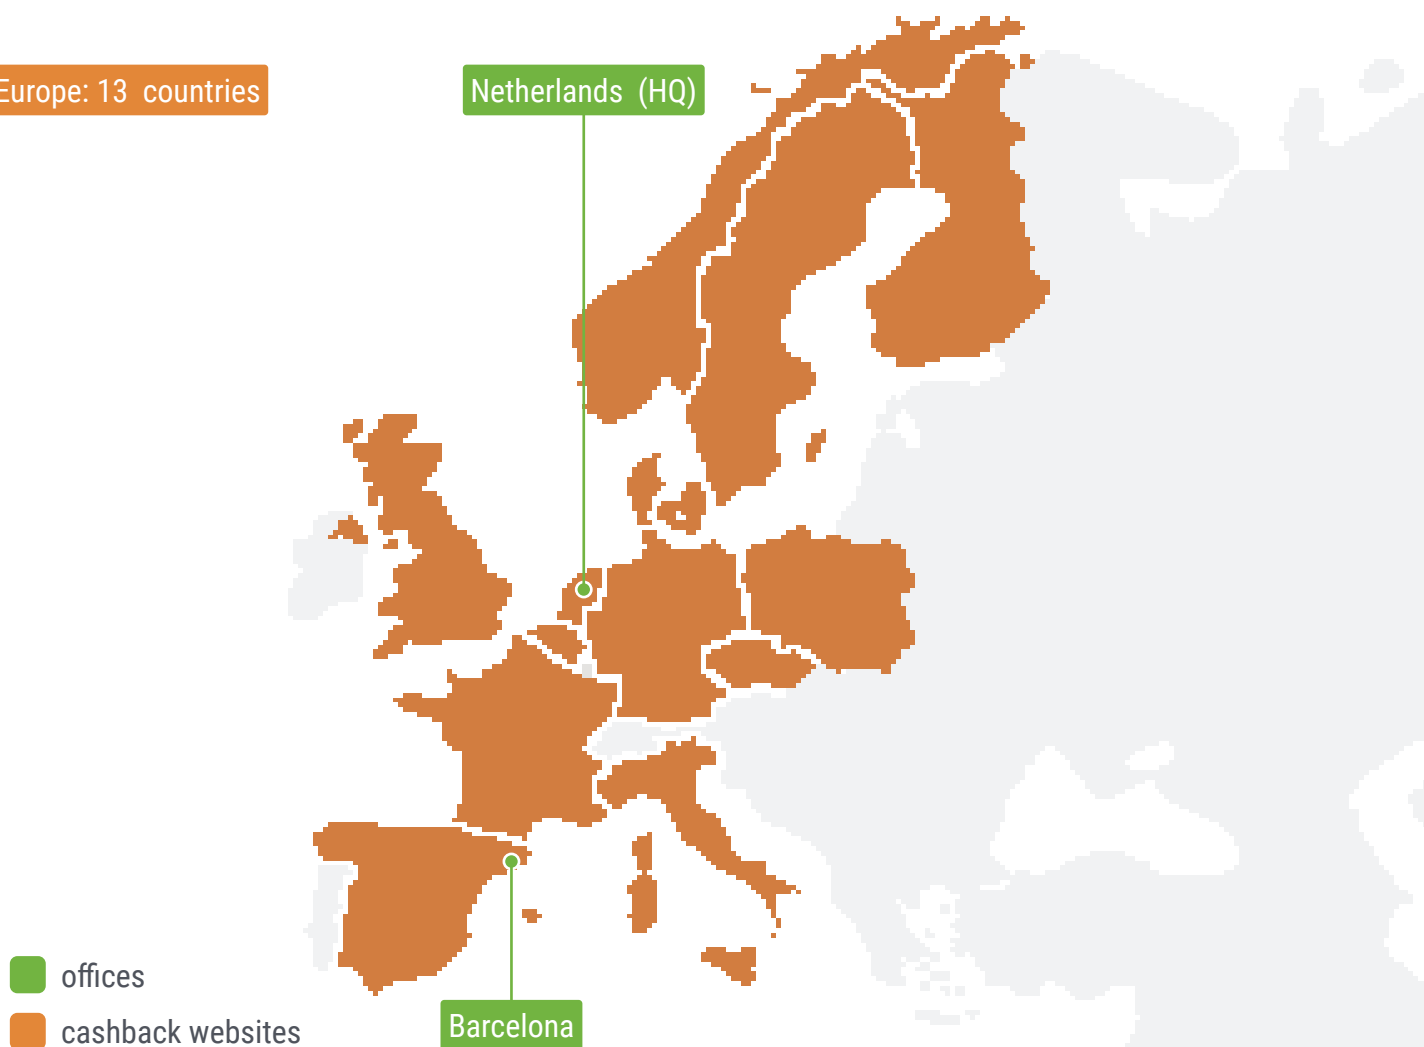 Europe: 13 countries
Netherlands (HQ)
offices
cashback websites
Barcelona